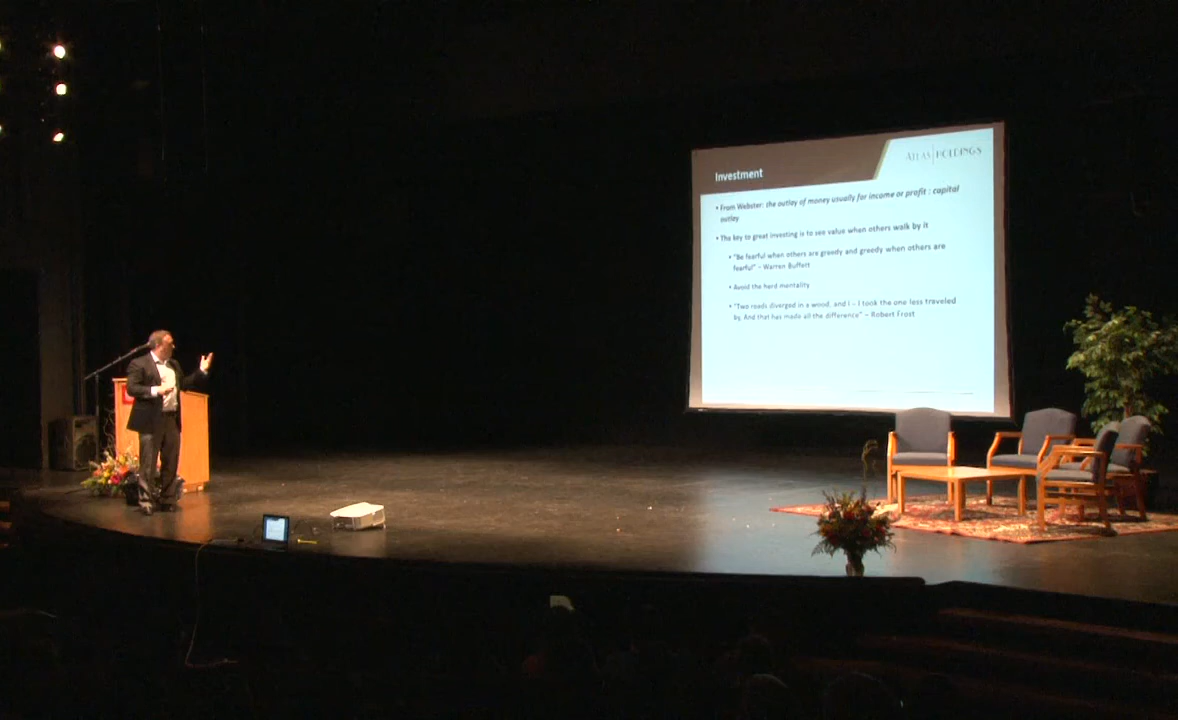 ATLAS HOLDINGS
Investment
• From Webster: the outlay of money usually for income or profit : capital
outlay
• The key to great investing is to see value when others walk by it
• "Be fearful when others are greedy and greedy when others are
fearful" – Warren Buffett
• Avoid the herd mentality
• "Two roads diverged in a wood, and I – I took the one less traveled
by, And that has made all the difference" – Robert Frost